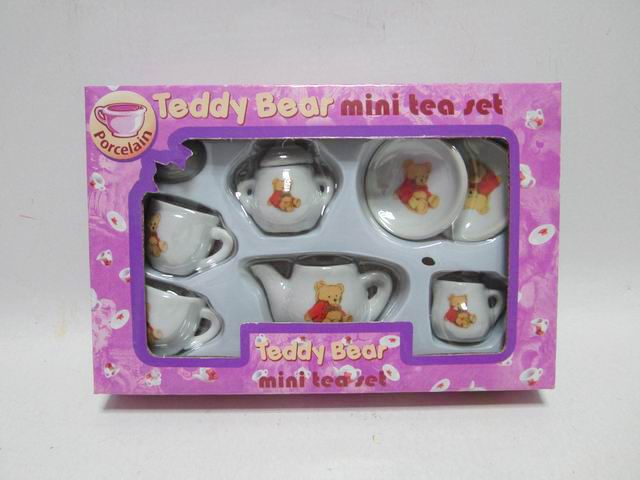 Teddy Bear mini tea set
Porcelain
Teddy Bear
mini tea set